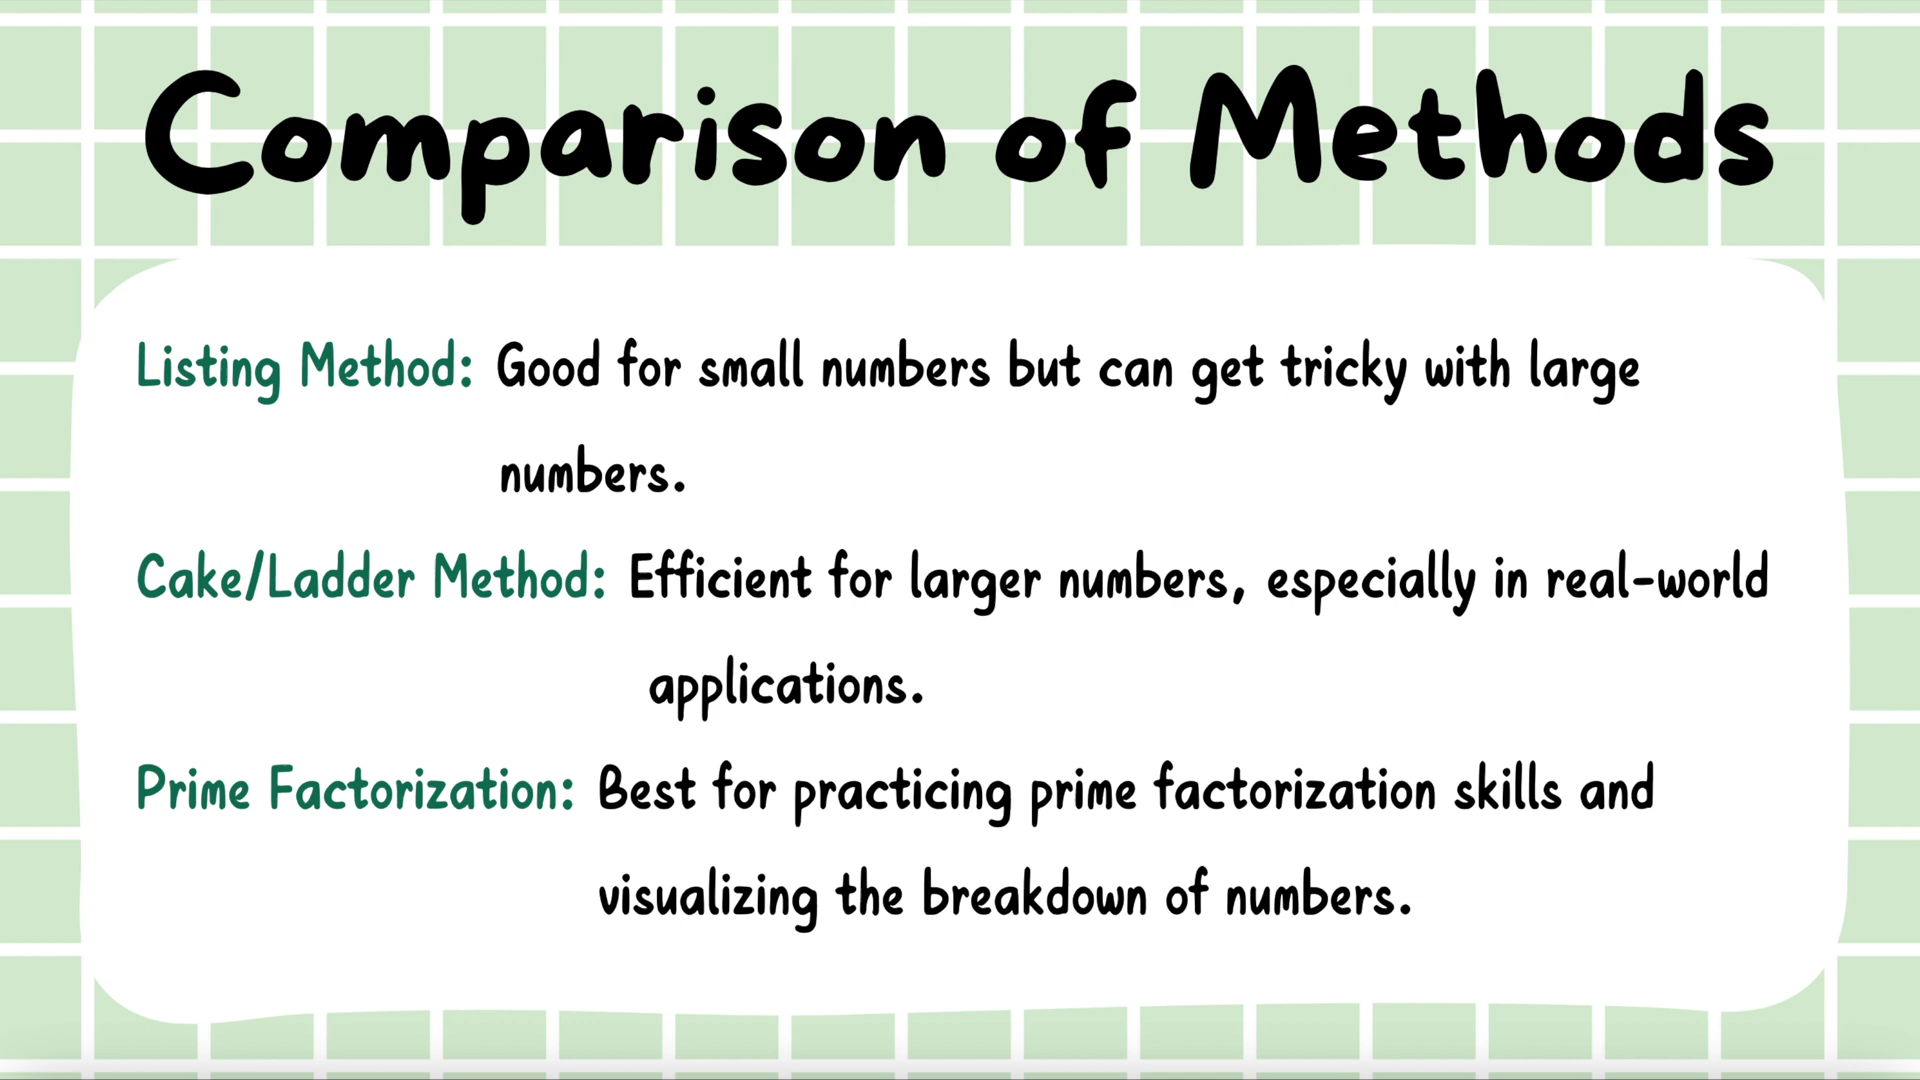 Comparison of Methods
Listing Method: Good for small numbers but can get tricky with large
numbers.
Cake/Ladder Method: Efficient for larger numbers, especially in real-world
applications.
Prime Factorization: Best for practicing prime factorization skills and
visualizing the breakdown of numbers.